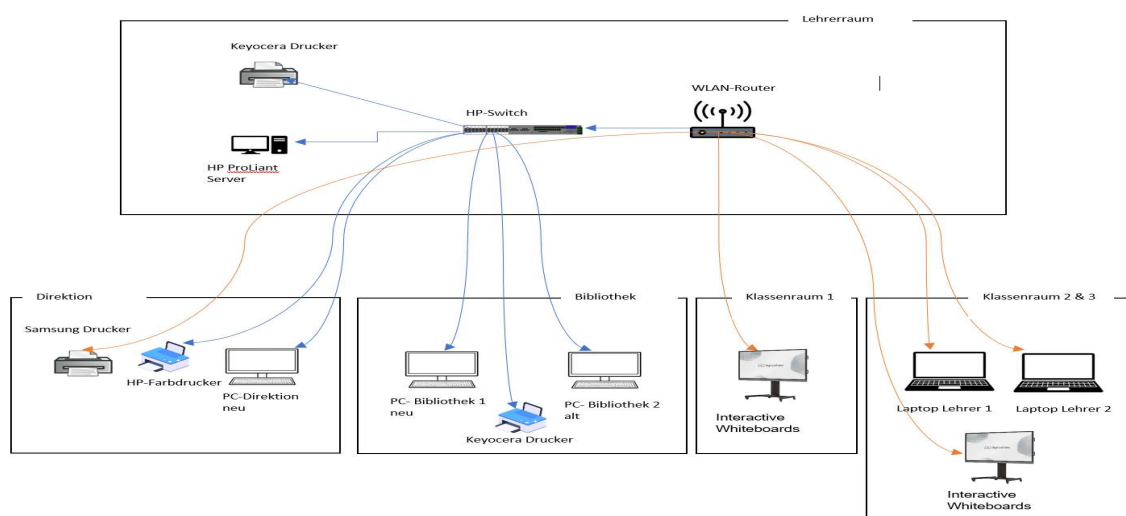 Lehrerraum
Keyocera Drucker
WLAN-Router
HP-Switch
HP ProLiant
Server
Direktion
Samsung Drucker
HP-Farbdrucker
PC-Direktion
neu
Bibliothek
PC- Bibliothek 1
neu
Keyocera Drucker
PC- Bibliothek 2
alt
Klassenraum 1
Interactive
Whiteboards
Klassenraum 2 & 3
Laptop Lehrer 1
Laptop Lehrer 2
Interactive
Whiteboards